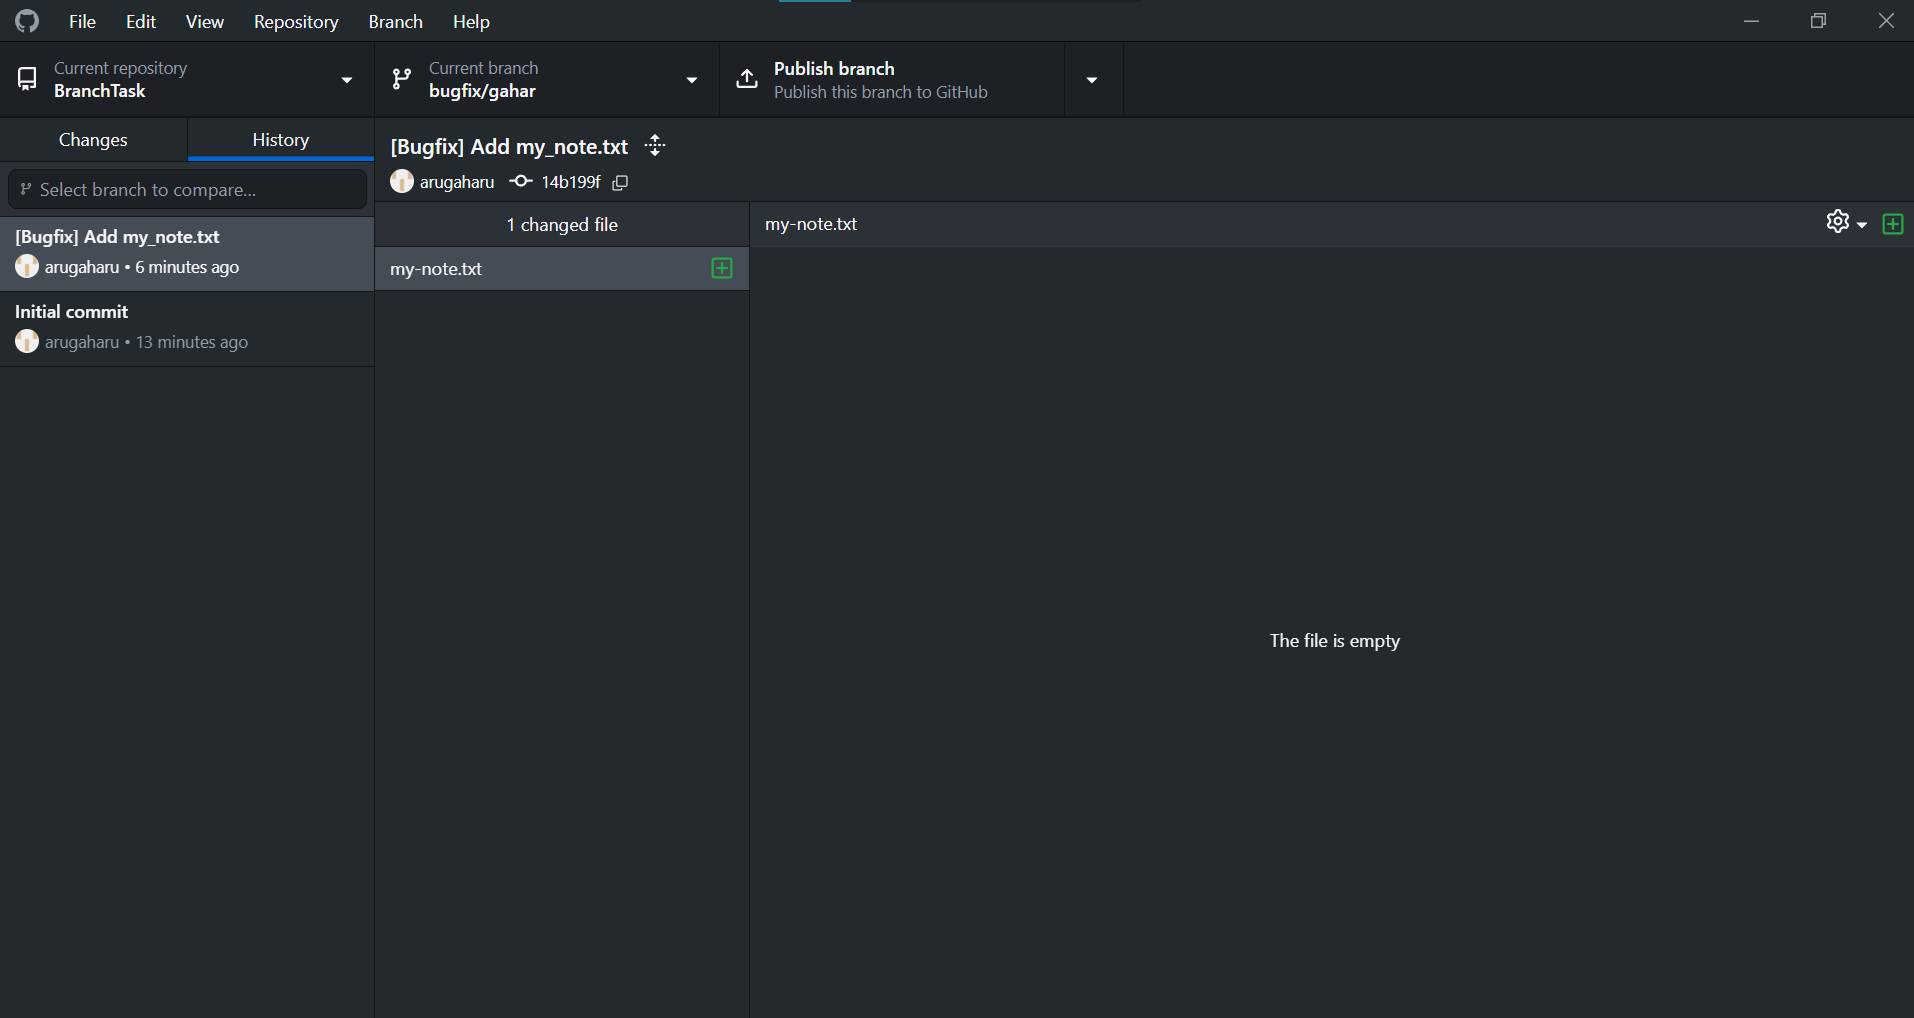 File Edit View Repository Branch Help
Current repository
BranchTask
Current branch
bugfix/gahar
Publish branch
Publish this branch to GitHub
Changes
History
Select branch to compare...
[Bugfix] Add my_note.txt
arugaharu • 6 minutes ago
Initial commit
arugaharu • 13 minutes ago
[Bugfix] Add my_note.txt
arugaharu 14b199f
1 changed file
my-note.txt
my-note.txt
The file is empty